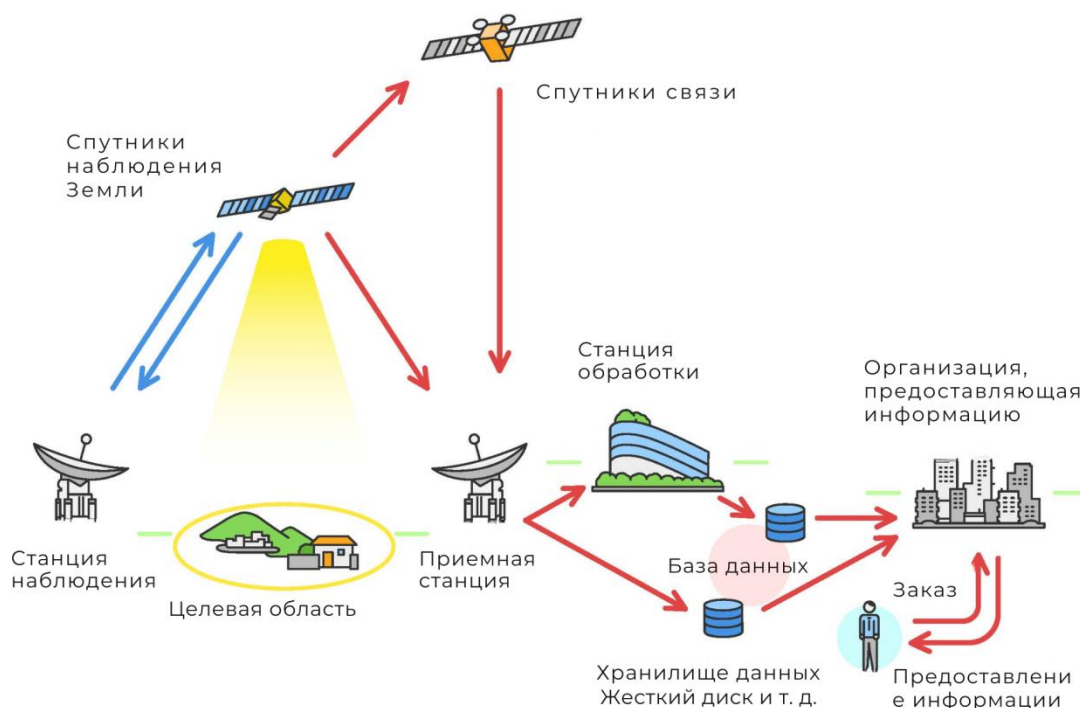 Спутники связи
Спутники
наблюдения
Земли
Станция
обработки
Организация,
предоставляющая
информацию
Станция
наблюдения
Целевая область
Приемная
станция
База данных
Заказ
Хранилище данных
Жесткий диск и т. д.
Предоставлени
е информации